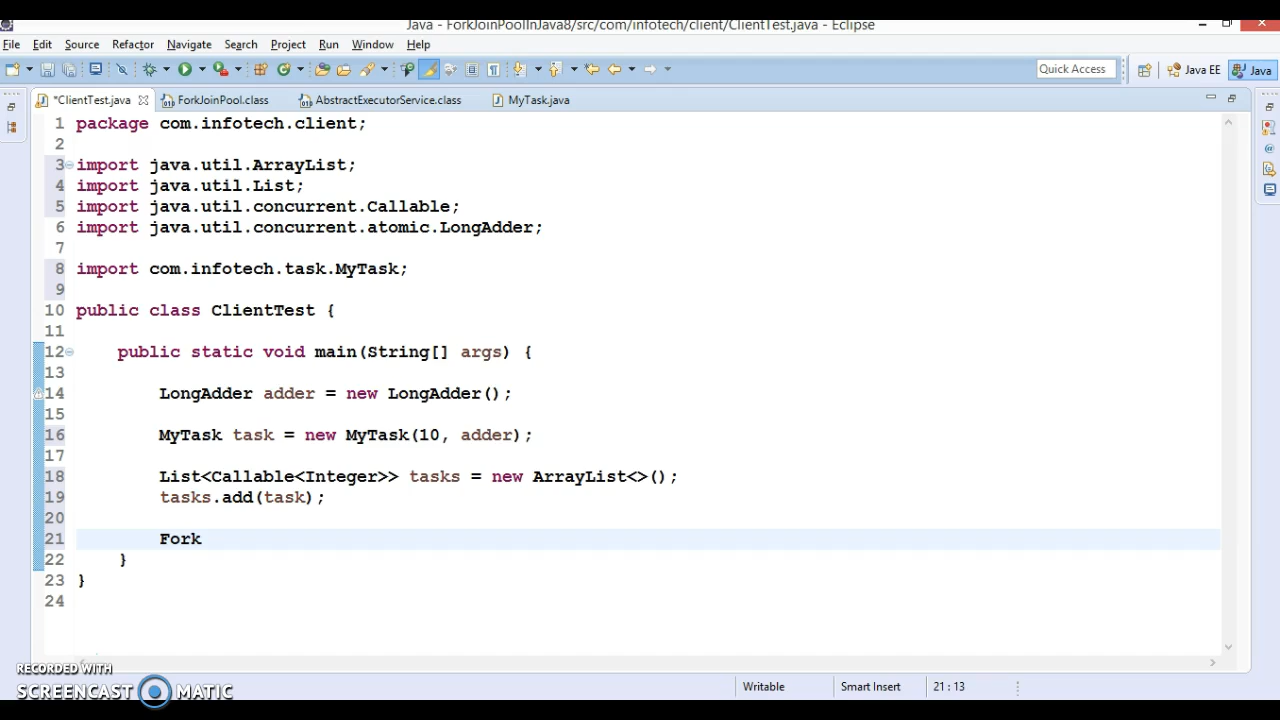 Java - ForkJoinPoolInJava8/src/com/infotech/client/ClientTest.java - Eclipse
File Edit Source Refactor Navigate Search Project Run Window Help
Quick Access Java EE Java
*ClientTest.java ForkJoinPool.class AbstractExecutorService.class MyTask.java
1 package com.infotech.client;
2
3 import java.util.ArrayList;
4 import java.util.List;
5 import java.util.concurrent.Callable;
6 import java.util.concurrent.atomic.LongAdder;
7
8 import com.infotech.task.MyTask;
9
10 public class ClientTest {
11
12 public static void main(String[] args) {
13
14 LongAdder adder = new LongAdder();
15
16 MyTask task = new MyTask(10, adder);
17
18 List<Callable<Integer>> tasks = new ArrayList<>();
19 tasks.add(task);
20
21 Fork
22 }
23 }
24
RECORDED WITH
SCREENCAST MATIC
Writable Smart Insert 21 : 13